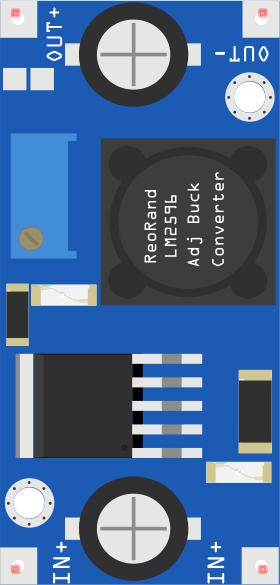 OUT+
OUT-
ReoRand
LM2596
Adj Buck
Converter
IN+
IN+